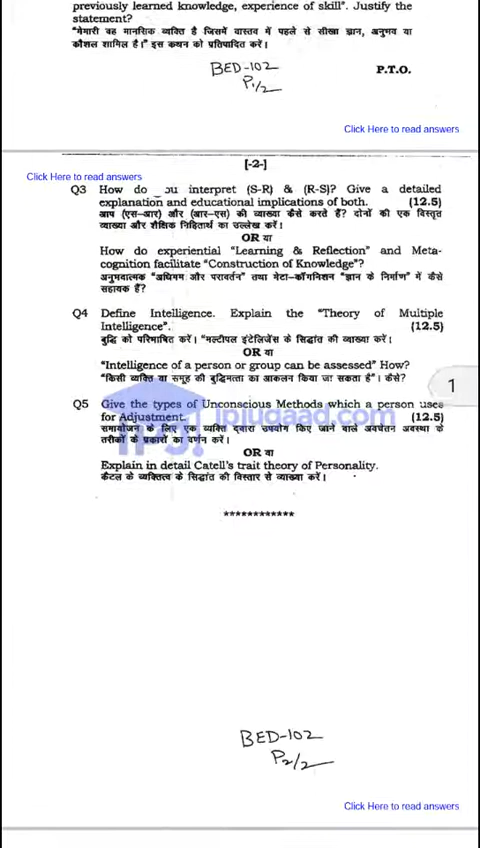 previously learned knowledge, experience of skill". Justify the
statement?
"मेमारी वह मानसिक व्यक्ति है जिसमें वास्तव में पहले से सीखा ज्ञान, अनुभव या
कौशल शामिल है।" इस कथन को प्रतिपादित करें।
BED-102
P1/2
P.T.O.
Click Here to read answers
[-2-]
Click Here to read answers
Q3 How do ou interpret (S-R) & (R-S)? Give a detailed
explanation and educational implications of both. (12.5)
आप (एस–आर) और (आर–एस) की व्याख्या कैसे करते हैं? दोनों की एक विस्तृत
व्याख्या और शैक्षिक निहितार्थ का उल्लेख करें।
OR या
How do experiential "Learning & Reflection" and Meta-
cognition facilitate "Construction of Knowledge"?
अनुभवात्मक "अधिगम और परावर्तन" तथा मेटा–कॉगनिशन "ज्ञान के निर्माण" में कैसे
सहायक हैं?
Q4 Define Intelligence. Explain the "Theory of Multiple
Intelligence". (12.5)
बुद्धि को परिभाषित करें। "मल्टीपल इंटेलिजेंस के सिद्धांत की व्याख्या करें।
OR या
"Intelligence of a person or group can be assessed" How?
"किसी व्यक्ति या समूह की बुद्धिमत्ता का आकलन किया जा सकता है"। कैसे?
1
Q5 Give the types of Unconscious Methods which a person uses
for Adjustment. (12.5)
ipjugaad.com
IPJ
समायोजन के लिए एक व्यक्ति द्वारा उपयोग किए जाने वाले अवचेतन अवस्था के
तरीकों के प्रकारों का वर्णन करें।
OR या
Explain in detail Catell's trait theory of Personality.
कैटल के व्यक्तित्व के सिद्धांत की विस्तार से व्याख्या करें।
************
BED-102
P2/2
Click Here to read answers